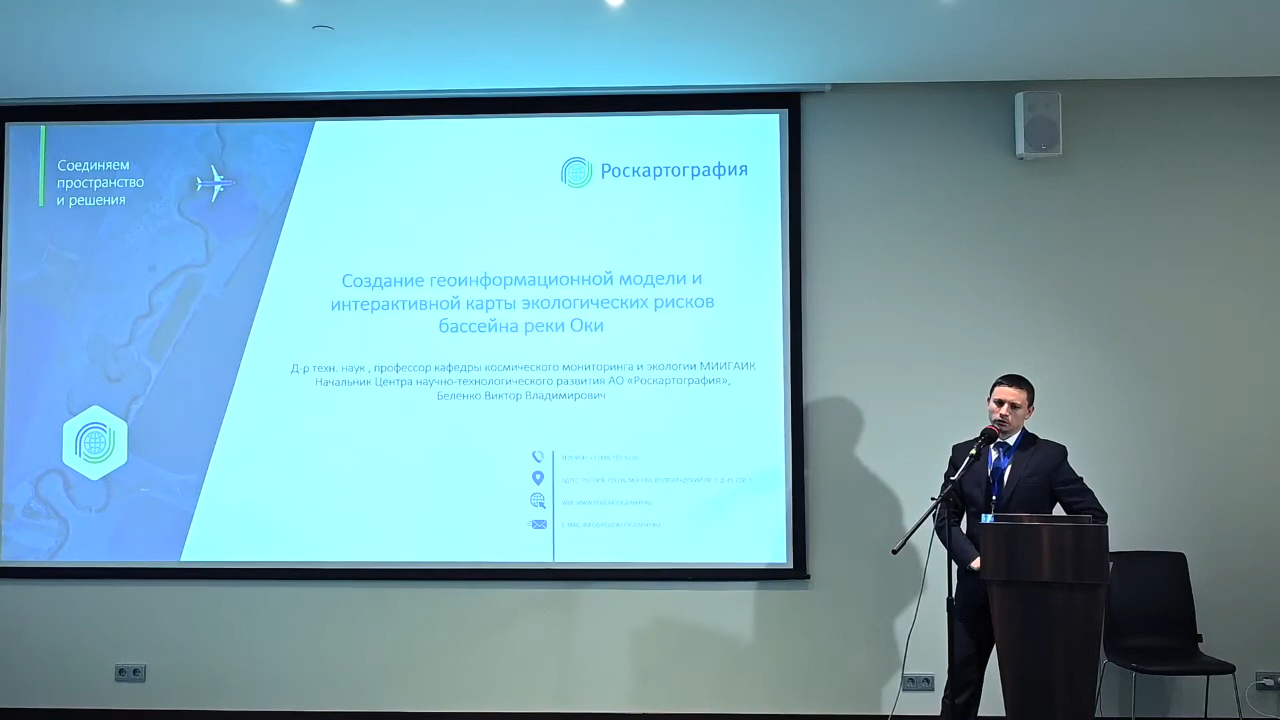 Соединяем
пространство
и решения
Роскартография
Создание геоинформационной модели и
интерактивной карты экологических рисков
бассейна реки Оки
Д-р техн. наук , профессор кафедры космического мониторинга и экологии МИИГАИК
Начальник Центра научно-технологического развития АО «Роскартография»,
Беленко Виктор Владимирович